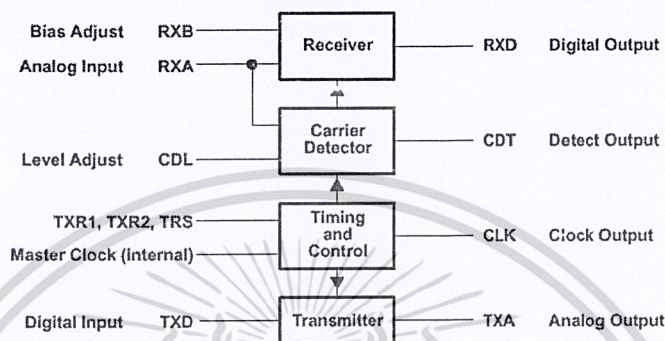 Bias Adjust RXB Receiver RXD Digital Output
Analog Input RXA
Carrier Detector CDT Detect Output
Level Adjust CDL
TXR1, TXR2, TRS Timing and Control CLK Clock Output
Master Clock (internal)
Digital Input TXD Transmitter TXA Analog Output